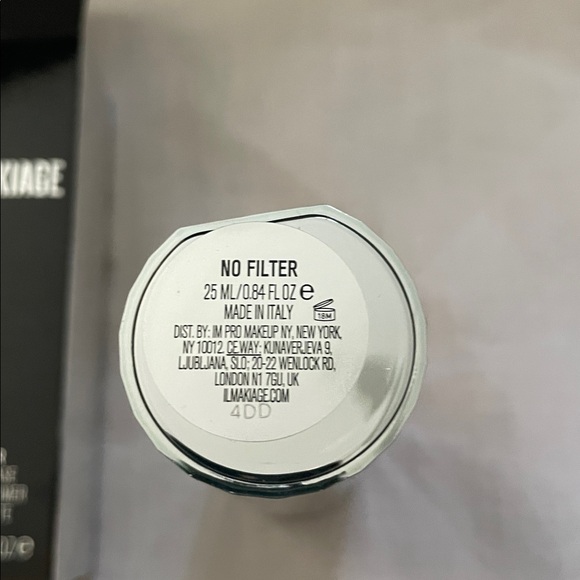 KIAGE
NO FILTER
25 ML/0.84 FL OZ e
18M
MADE IN ITALY
DIST. BY: IM PRO MAKEUP NY, NEW YORK,
NY 10012. CE.WAY: KUNAVERJEVA 9,
LJUBLJANA, SLO; 20-22 WENLOCK RD,
LONDON N1 7GU, UK
ILMAKIAGE.COM
4DD